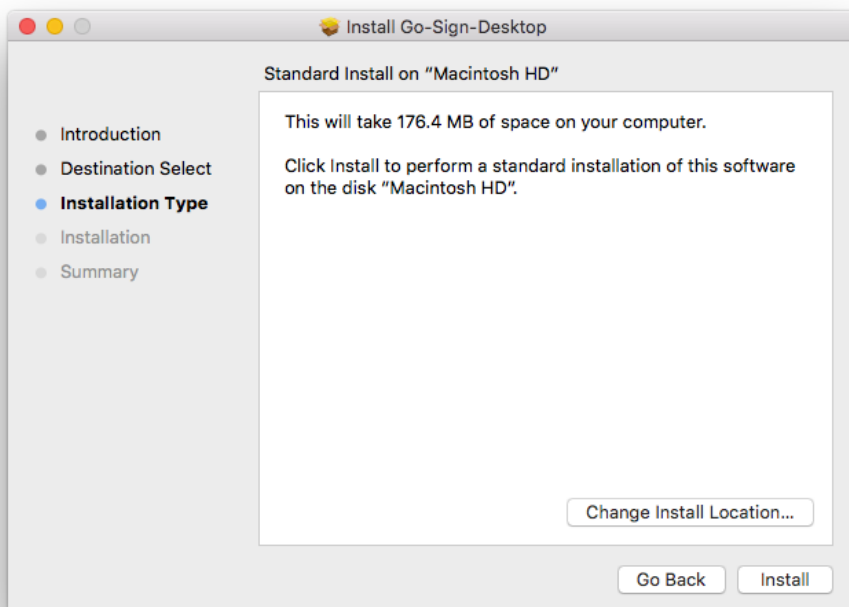 Install Go-Sign-Desktop
Standard Install on “Macintosh HD”
Introduction
Destination Select
Installation Type
Installation
Summary
This will take 176.4 MB of space on your computer.
Click Install to perform a standard installation of this software
on the disk “Macintosh HD”.
Change Install Location...
Go Back
Install